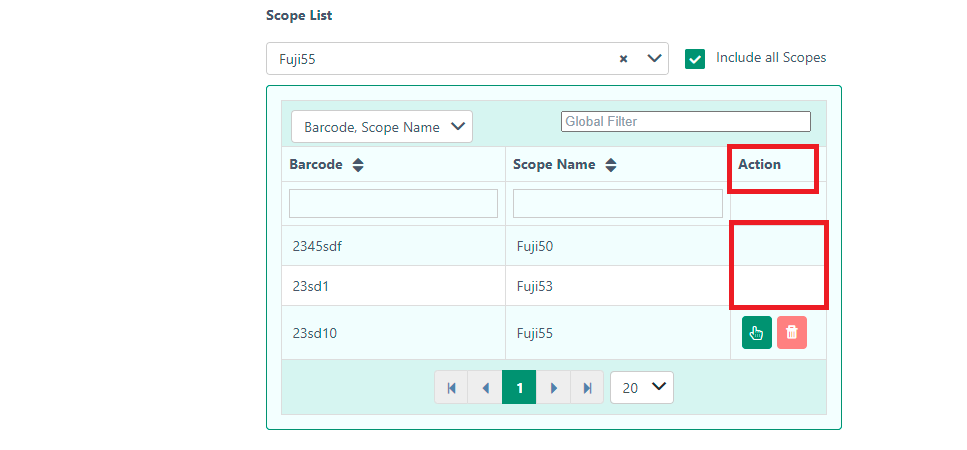 Scope List
Fuji55
Include all Scopes
Barcode, Scope Name
Global Filter
Barcode Scope Name Action
2345sdf Fuji50
23sd1 Fuji53
23sd10 Fuji55
1 20